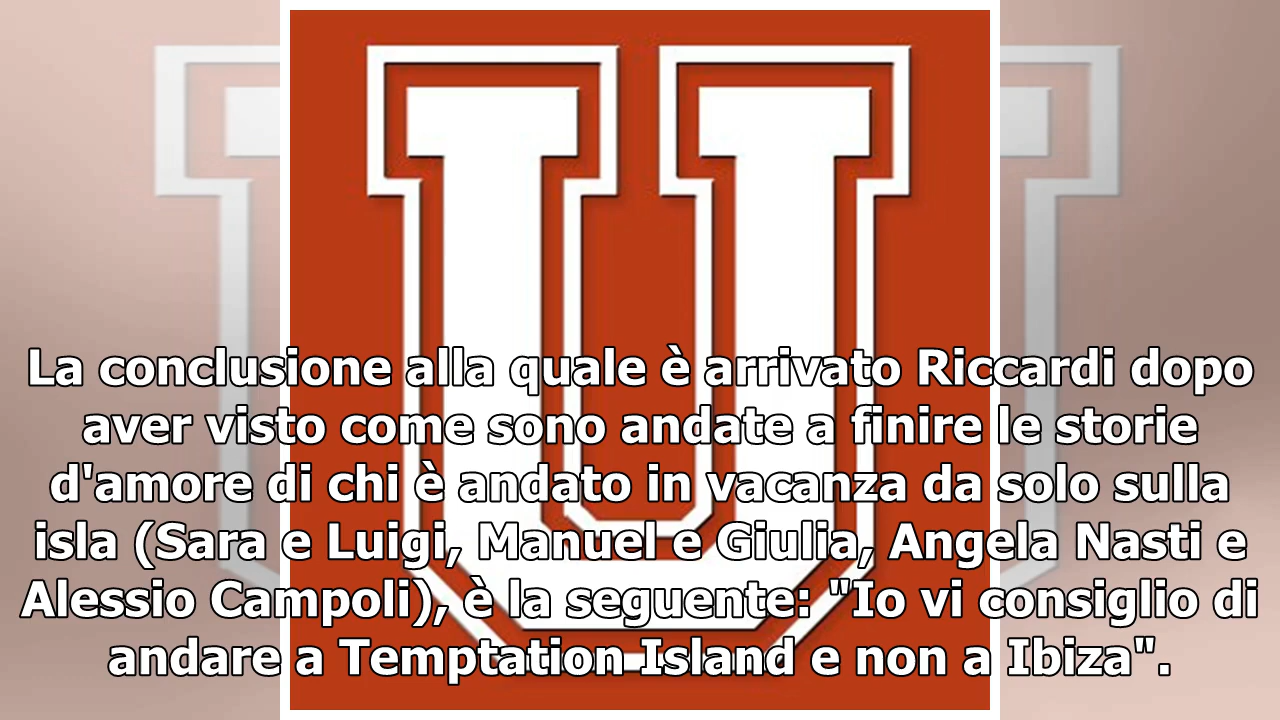 U
La conclusione alla quale è arrivato Riccardi dopo
aver visto come sono andate a finire le storie
d'amore di chi è andato in vacanza da solo sulla
isla (Sara e Luigi, Manuel e Giulia, Angela Nasti e
Alessio Campoli), è la seguente: "Io vi consiglio di
andare a Temptation Island e non a Ibiza".